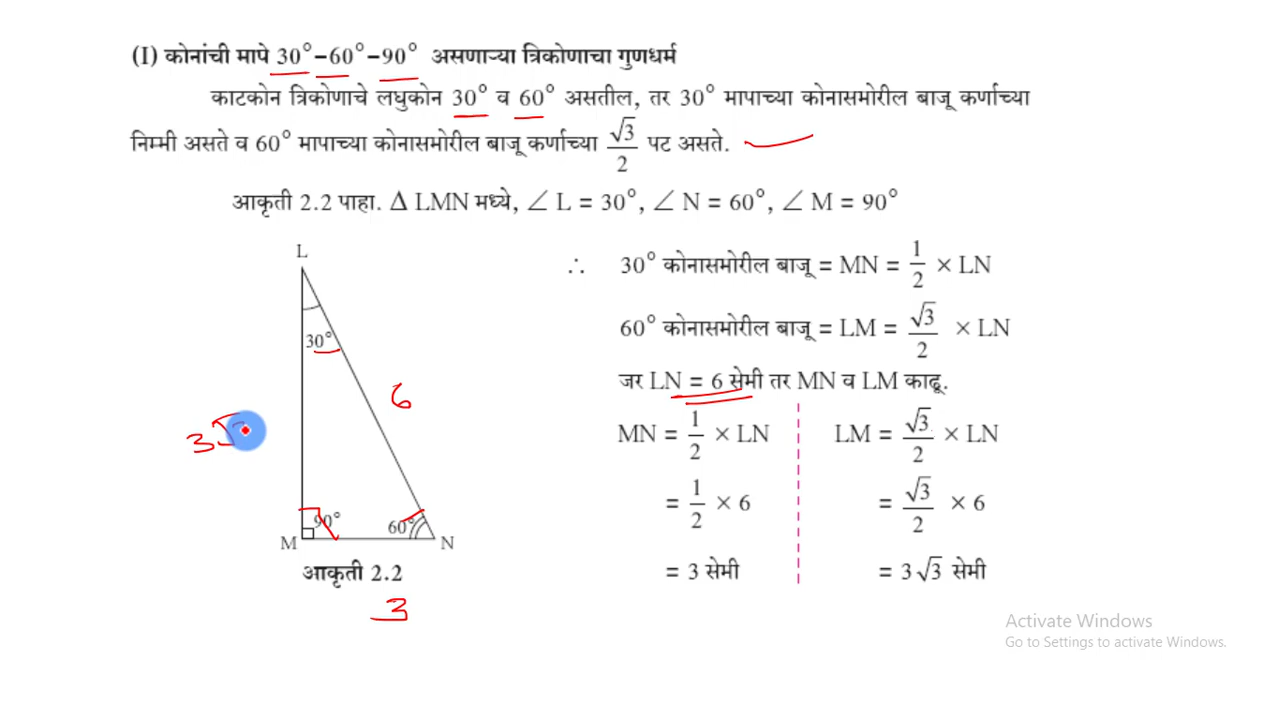 (I) कोनांची मापे 30°-60°-90° असणाऱ्या त्रिकोणाचा गुणधर्म
काटकोन त्रिकोणाचे लघुकोन 30° व 60° असतील, तर 30° मापाच्या कोनासमोरील बाजू कर्णाच्या
निम्मी असते व 60° मापाच्या कोनासमोरील बाजू कर्णाच्या √3/2 पट असते.
आकृती 2.2 पाहा. Δ LMN मध्ये, ∠ L = 30°, ∠ N = 60°, ∠ M = 90°
L
30°
6
3
M
90°
60°
N
आकृती 2.2
3
∴ 30° कोनासमोरील बाजू = MN = 1/2 × LN
60° कोनासमोरील बाजू = LM = √3/2 × LN
जर LN = 6 सेमी तर MN व LM काढू.
MN = 1/2 × LN
= 1/2 × 6
= 3 सेमी
LM = √3/2 × LN
= √3/2 × 6
= 3√3 सेमी
Activate Windows
Go to Settings to activate Windows.